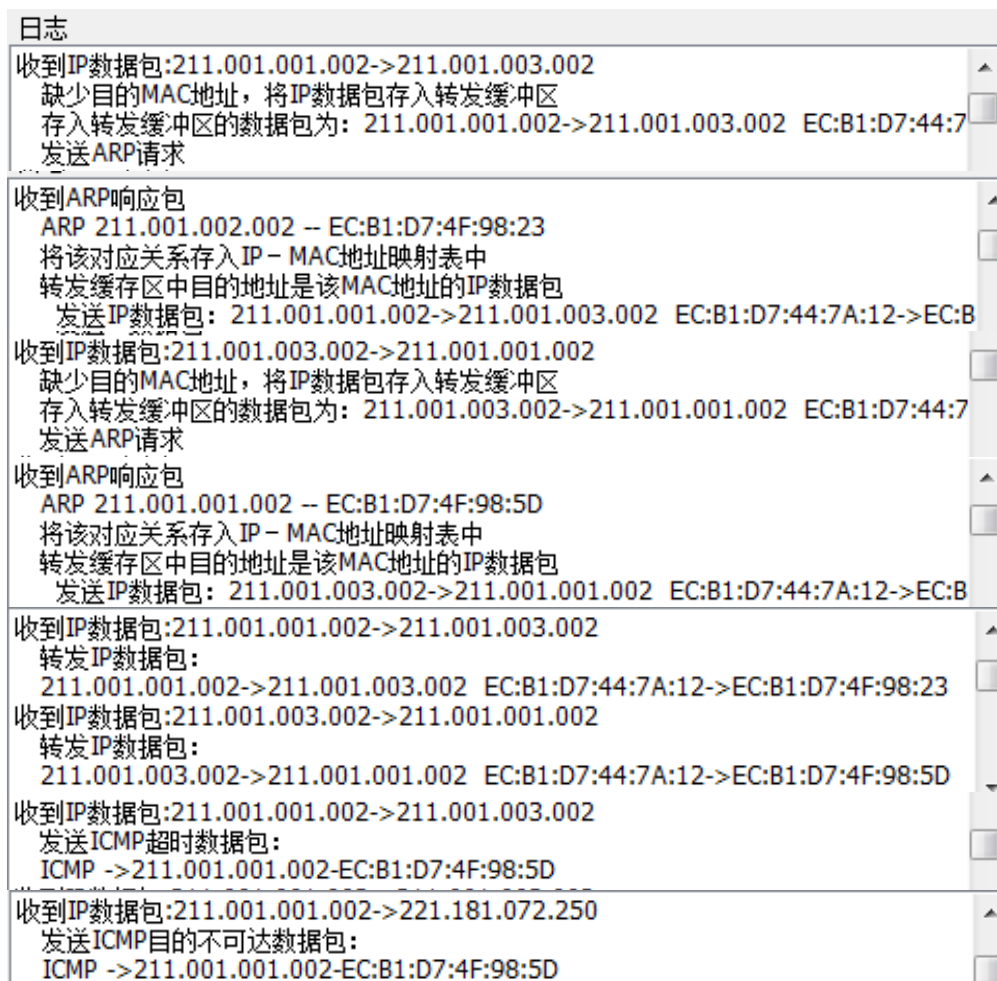 日志
收到IP数据包:211.001.001.002->211.001.003.002
缺少目的MAC地址，将IP数据包存入转发缓冲区
存入转发缓冲区的数据包为：211.001.001.002->211.001.003.002 EC:B1:D7:44:7
发送ARP请求
收到ARP响应包
ARP 211.001.002.002 -- EC:B1:D7:4F:98:23
将该对应关系存入IP－MAC地址映射表中
转发缓存区中目的地址是该MAC地址的IP数据包
发送IP数据包：211.001.001.002->211.001.003.002 EC:B1:D7:44:7A:12->EC:B
收到IP数据包:211.001.003.002->211.001.001.002
缺少目的MAC地址，将IP数据包存入转发缓冲区
存入转发缓冲区的数据包为：211.001.003.002->211.001.001.002 EC:B1:D7:44:7
发送ARP请求
收到ARP响应包
ARP 211.001.001.002 -- EC:B1:D7:4F:98:5D
将该对应关系存入IP－MAC地址映射表中
转发缓存区中目的地址是该MAC地址的IP数据包
发送IP数据包：211.001.003.002->211.001.001.002 EC:B1:D7:44:7A:12->EC:B
收到IP数据包:211.001.001.002->211.001.003.002
转发IP数据包：
211.001.001.002->211.001.003.002 EC:B1:D7:44:7A:12->EC:B1:D7:4F:98:23
收到IP数据包:211.001.003.002->211.001.001.002
转发IP数据包：
211.001.003.002->211.001.001.002 EC:B1:D7:44:7A:12->EC:B1:D7:4F:98:5D
收到IP数据包:211.001.001.002->211.001.003.002
发送ICMP超时数据包：
ICMP ->211.001.001.002-EC:B1:D7:4F:98:5D
收到IP数据包:211.001.001.002->221.181.072.250
发送ICMP目的不可达数据包：
ICMP ->211.001.001.002-EC:B1:D7:4F:98:5D